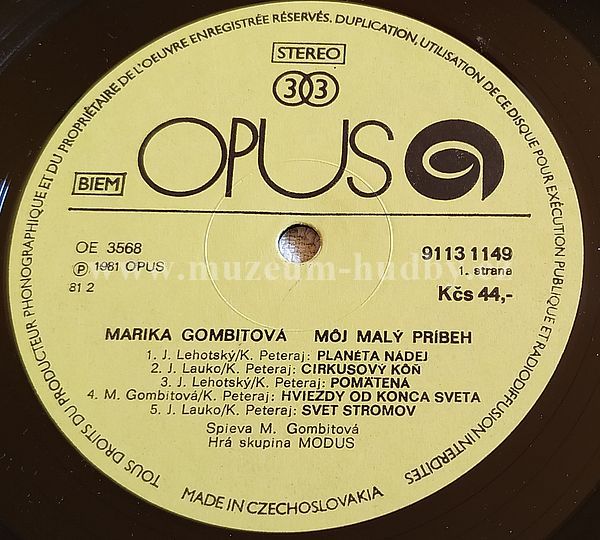 TOUS DROITS DU PRODUCTEUR PHONOGRAPHIQUE ET DU PROPRIÉTAIRE DE L'OEUVRE ENREGISTRÉE RÉSERVÉS. DUPLICATION, UTILISATION DE CE DISQUE POUR EXÉCUTION PUBLIQUE ET RADIODIFFUSION INTERDITES
STEREO
33
OPUS
BIEM
OE 3568
℗ 1981 OPUS
81 2
9113 1149
1. strana
Kčs 44,-
www.muzeum-hudby
MARIKA GOMBITOVÁ MÔJ MALÝ PRÍBEH
1. J. Lehotský/K. Peteraj: PLANÉTA NÁDEJ
2. J. Lauko/K. Peteraj: CIRKUSOVÝ KÔŇ
3. J. Lehotský/K. Peteraj: POMÄTENÁ
4. M. Gombitová/K. Peteraj: HVIEZDY OD KONCA SVETA
5. J. Lauko/K. Peteraj: SVET STROMOV
Spieva M. Gombitová
Hrá skupina MODUS
MADE IN CZECHOSLOVAKIA